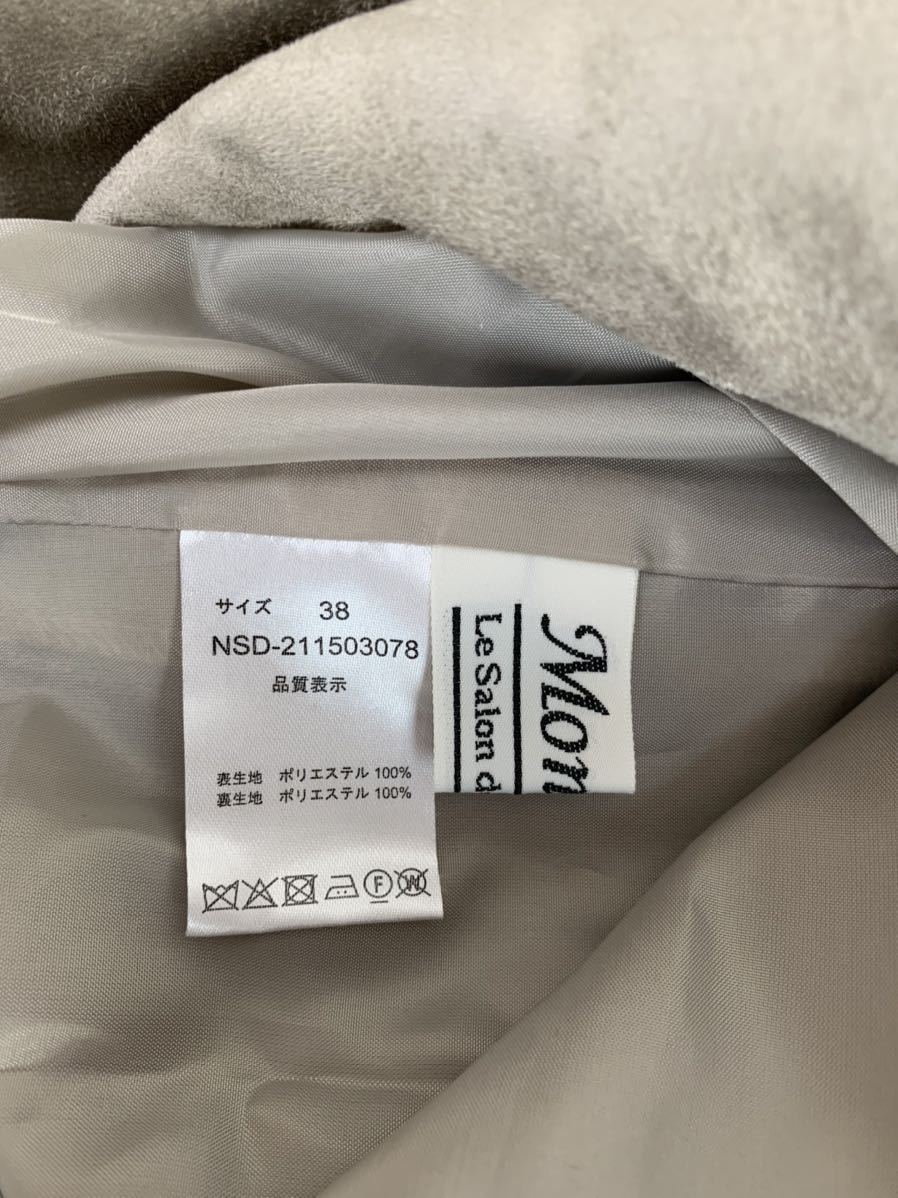 サイズ 38
NSD-211503078
品質表示
表生地 ポリエステル 100%
裏生地 ポリエステル 100%
F
W
Mon
Le Salon d